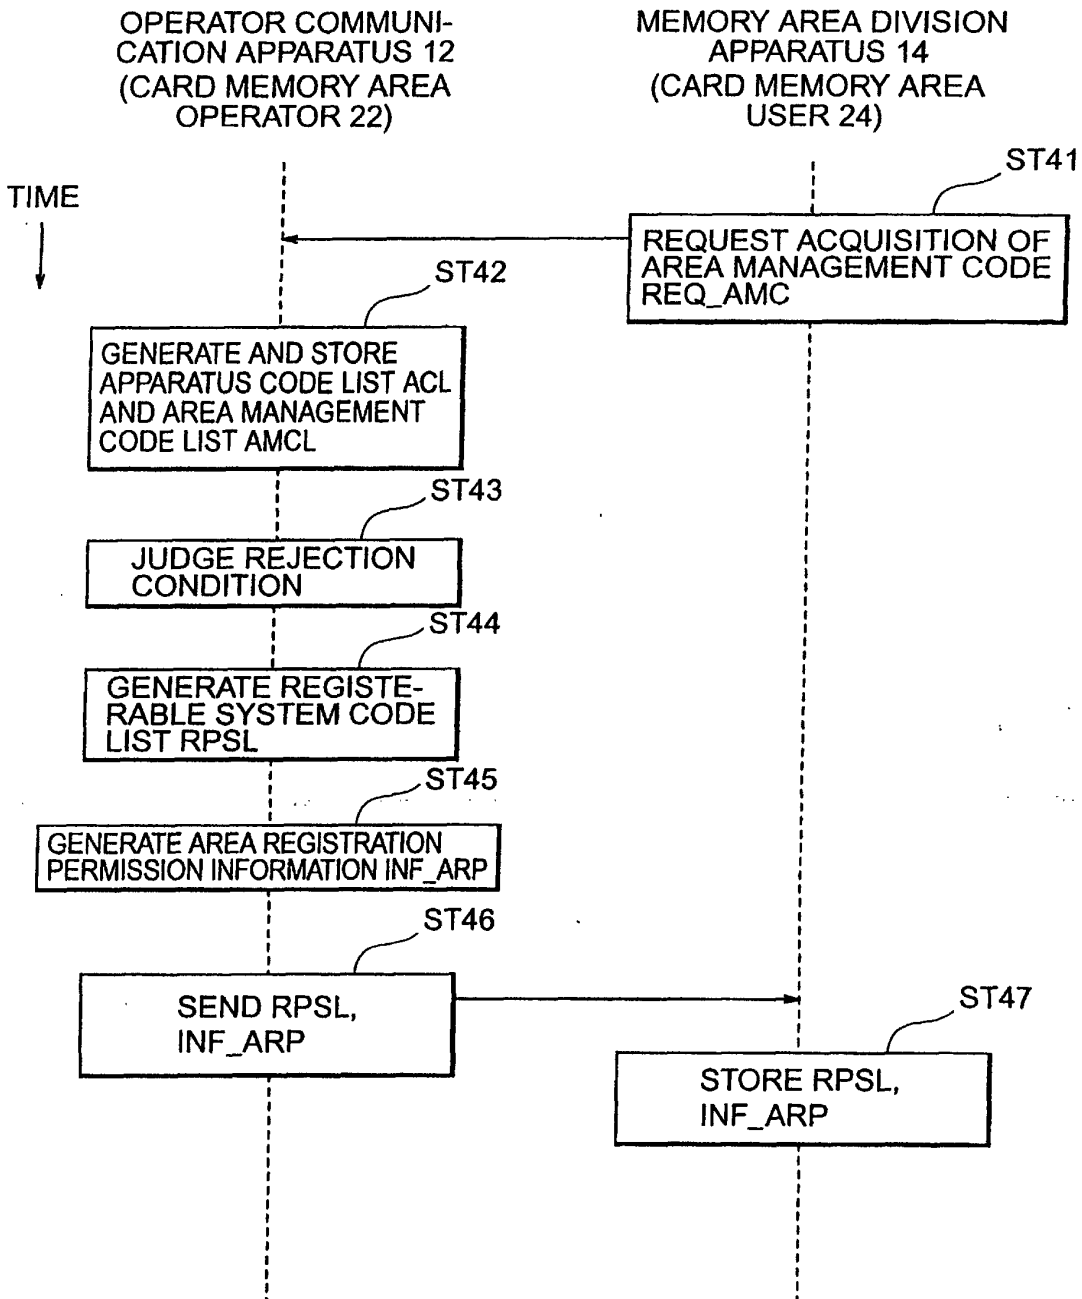 OPERATOR COMMUNI-
CATION APPARATUS 12
(CARD MEMORY AREA
OPERATOR 22)
MEMORY AREA DIVISION
APPARATUS 14
(CARD MEMORY AREA
USER 24)
TIME
ST41
REQUEST ACQUISITION OF
AREA MANAGEMENT CODE
REQ_AMC
ST42
GENERATE AND STORE
APPARATUS CODE LIST ACL
AND AREA MANAGEMENT
CODE LIST AMCL
ST43
JUDGE REJECTION
CONDITION
ST44
GENERATE REGISTE-
RABLE SYSTEM CODE
LIST RPSL
ST45
GENERATE AREA REGISTRATION
PERMISSION INFORMATION INF_ARP
ST46
SEND RPSL,
INF_ARP
ST47
STORE RPSL,
INF_ARP